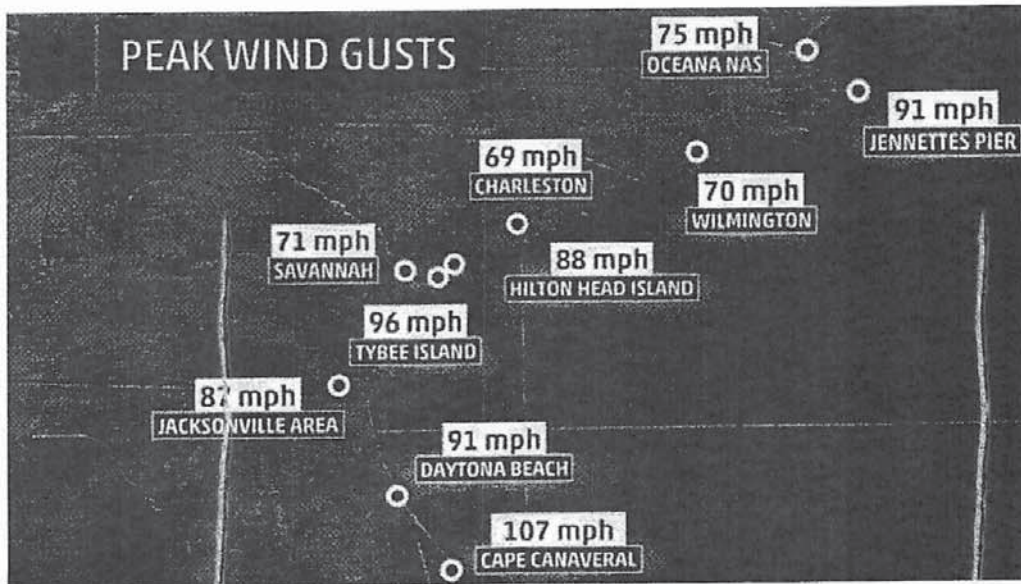 PEAK WIND GUSTS
75 mph
OCEANA NAS
91 mph
JENNETTES PIER
69 mph
CHARLESTON
70 mph
WILMINGTON
71 mph
SAVANNAH
88 mph
HILTON HEAD ISLAND
96 mph
TYBEE ISLAND
87 mph
JACKSONVILLE AREA
91 mph
DAYTONA BEACH
107 mph
CAPE CANAVERAL